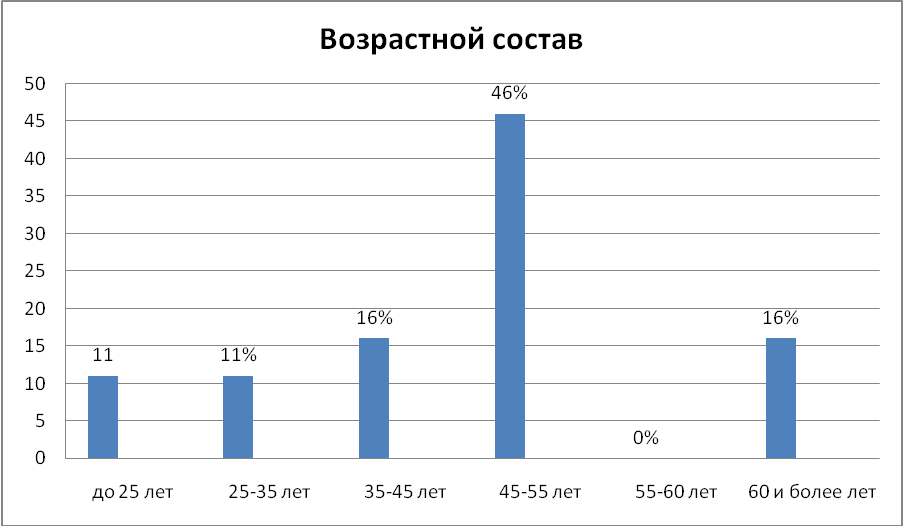 Возрастной состав
50
45
40
35
30
25
20
15
10
5
0
11
11%
16%
46%
0%
16%
до 25 лет
25-35 лет
35-45 лет
45-55 лет
55-60 лет
60 и более лет